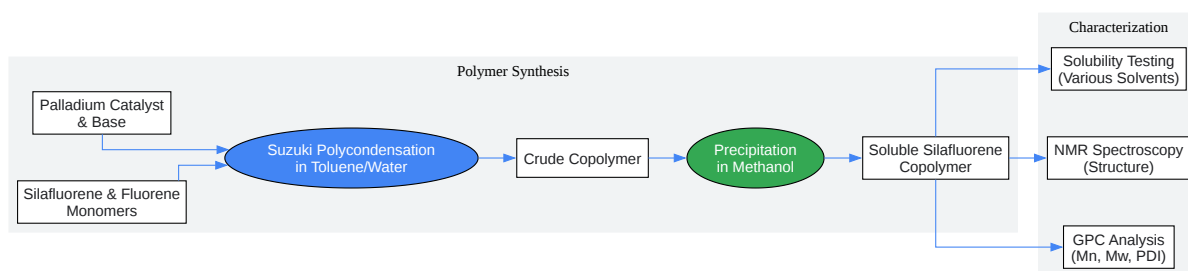 Polymer Synthesis
Palladium Catalyst
& Base
Silafluorene & Fluorene
Monomers
Suzuki Polycondensation
in Toluene/Water
Crude Copolymer
Precipitation
in Methanol
Soluble Silafluorene
Copolymer
Characterization
Solubility Testing
(Various Solvents)
NMR Spectroscopy
(Structure)
GPC Analysis
(Mn, Mw, PDI)